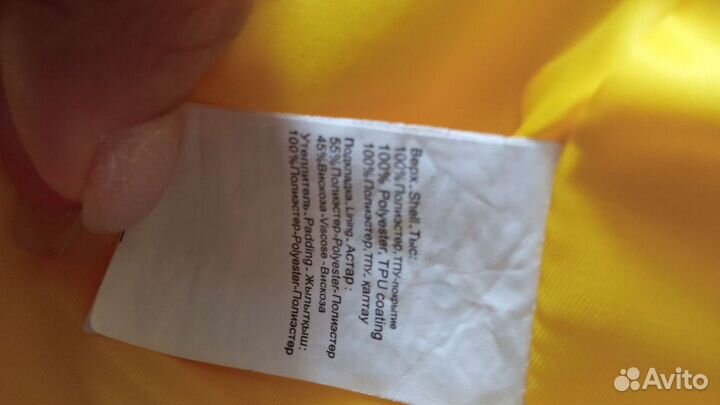 Верх.Shell.Тыс:
100%Полиэстер,ТПУ-покрытие
100% Polyester, TPU coating
100%Полиэстер,ТПУ- қаптау
Подкладка.Lining.Астар:
55%Полиэстер-Polyester-Полиэстер
45%Вискоза-Viscose-Вискоза
Утеплитель.Padding-Жылытқыш:
100%Полиэстер-Polyester-Полиэстер
Avito